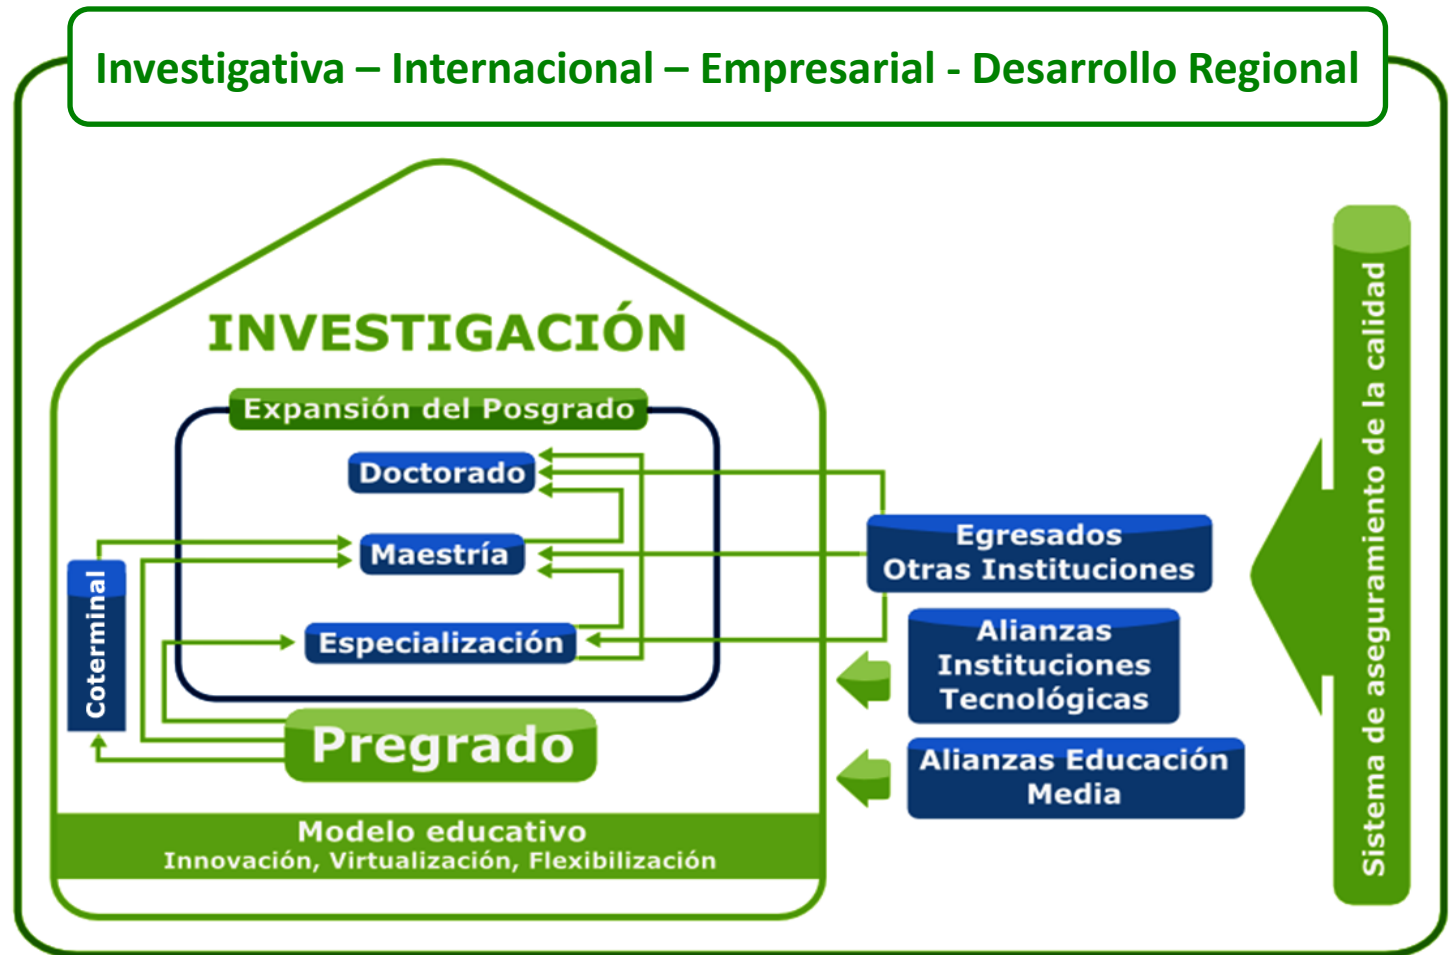 Investigativa – Internacional – Empresarial - Desarrollo Regional
INVESTIGACIÓN
Expansión del Posgrado
Doctorado
Maestría
Especialización
Coterminal
Pregrado
Modelo educativo
Innovación, Virtualización, Flexibilización
Egresados
Otras Instituciones
Alianzas
Instituciones
Tecnológicas
Alianzas Educación
Media
Sistema de aseguramiento de la calidad